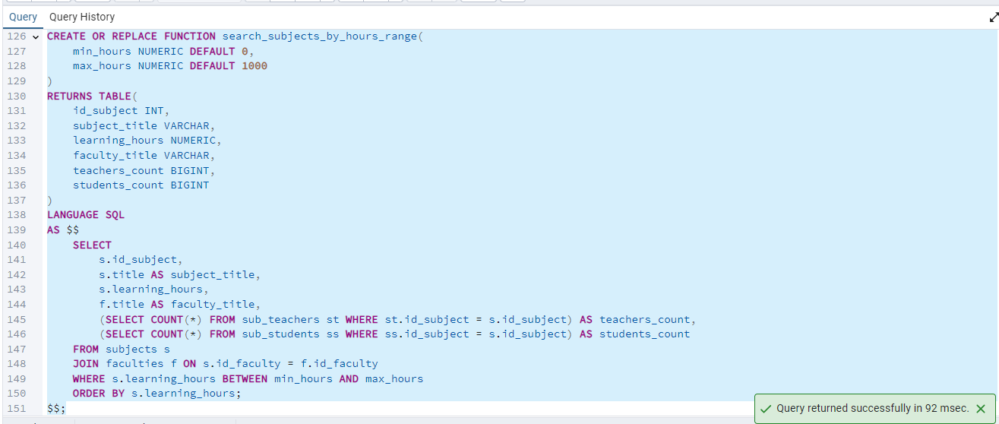 Query Query History
126 CREATE OR REPLACE FUNCTION search_subjects_by_hours_range(
127     min_hours NUMERIC DEFAULT 0,
128     max_hours NUMERIC DEFAULT 1000
129 )
130 RETURNS TABLE(
131     id_subject INT,
132     subject_title VARCHAR,
133     learning_hours NUMERIC,
134     faculty_title VARCHAR,
135     teachers_count BIGINT,
136     students_count BIGINT
137 )
138 LANGUAGE SQL
139 AS $$
140     SELECT
141         s.id_subject,
142         s.title AS subject_title,
143         s.learning_hours,
144         f.title AS faculty_title,
145         (SELECT COUNT(*) FROM sub_teachers st WHERE st.id_subject = s.id_subject) AS teachers_count,
146         (SELECT COUNT(*) FROM sub_students ss WHERE ss.id_subject = s.id_subject) AS students_count
147     FROM subjects s
148     JOIN faculties f ON s.id_faculty = f.id_faculty
149     WHERE s.learning_hours BETWEEN min_hours AND max_hours
150     ORDER BY s.learning_hours;
151 $$;
Query returned successfully in 92 msec.